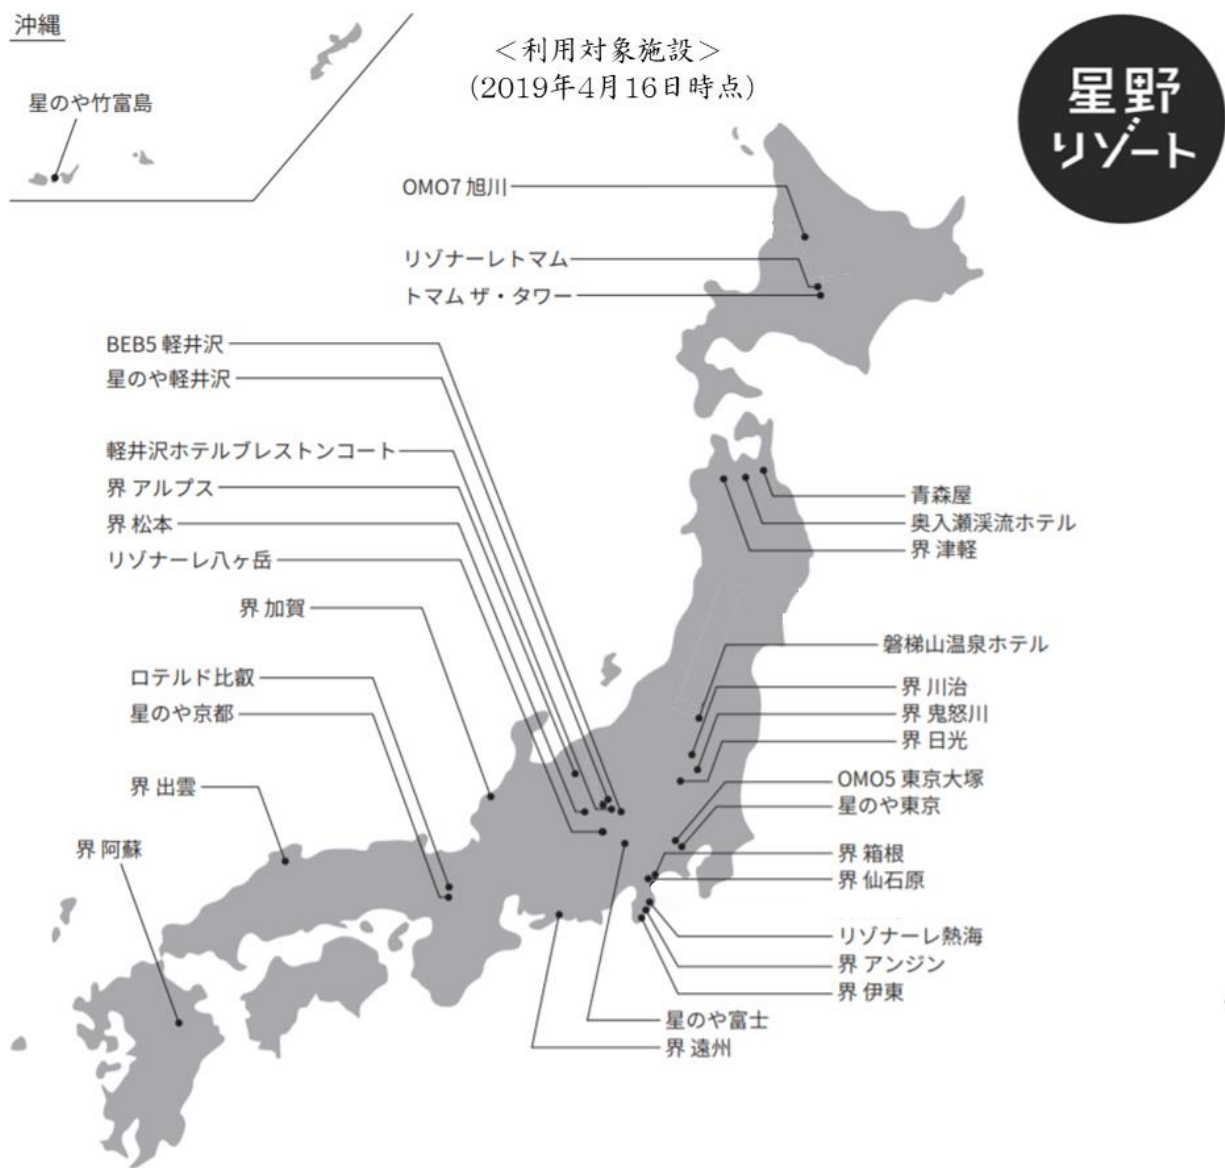 沖縄
星のや竹富島
<利用対象施設>
(2019年4月16日時点)
星野
リゾート
OMO7 旭川
リゾナーレトマム
トマム ザ・タワー
BEB5 軽井沢
星のや軽井沢
軽井沢ホテルブレストンコート
界 アルプス
界 松本
リゾナーレ八ヶ岳
界 加賀
ロテルド比叡
星のや京都
界 出雲
界 阿蘇
青森屋
奥入瀬渓流ホテル
界 津軽
磐梯山温泉ホテル
界 川治
界 鬼怒川
界 日光
OMO5 東京大塚
星のや東京
界 箱根
界 仙石原
リゾナーレ熱海
界 アンジン
界 伊東
星のや富士
界 遠州